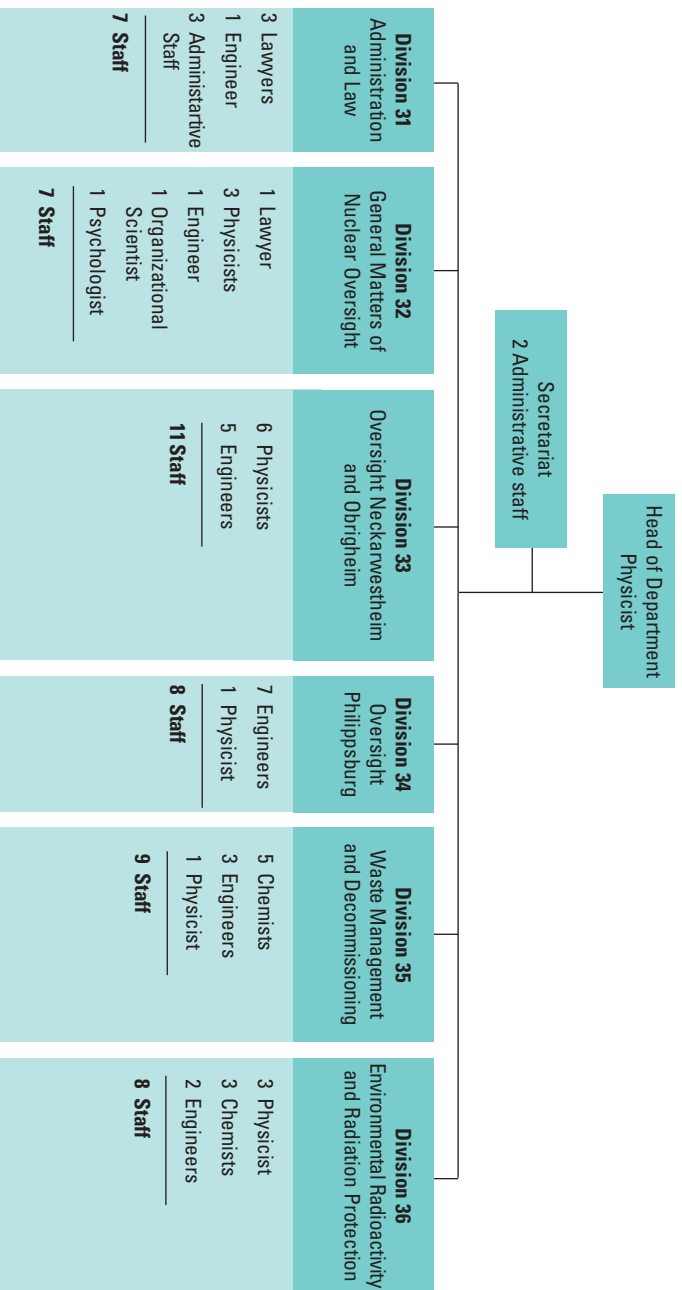 Head of Department
Physicist
Secretariat
2 Administrative staff
Division 31
Administration
and Law
3 Lawyers
1 Engineer
3 Administartive
Staff
7 Staff
Division 32
General Matters of
Nuclear Oversight
1 Lawyer
3 Physicists
1 Engineer
1 Organizational
Scientist
1 Psychologist
7 Staff
Division 33
Oversight Neckarwestheim
and Obrigheim
6 Physicists
5 Engineers
11 Staff
Division 34
Oversight
Philippsburg
7 Engineers
1 Physicist
8 Staff
Division 35
Waste Management
and Decommissioning
5 Chemists
3 Engineers
1 Physicist
9 Staff
Division 36
Environmental Radioactivity
and Radiation Protection
3 Physicist
3 Chemists
2 Engineers
8 Staff